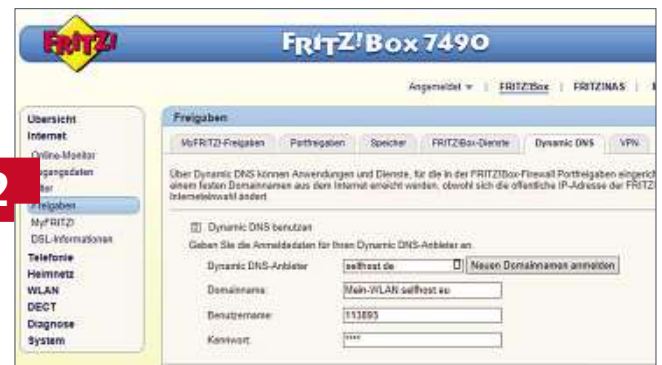 FRITZ!
FRITZ!Box 7490
Angemeldet | FRITZ!Box | FRITZ!NAS |
Übersicht
Internet
Online-Monitor
Zugangsdaten
Filter
Freigaben
MyFRITZ!
DSL-Informationen
Telefonie
Heimnetz
WLAN
DECT
Diagnose
System
2
Freigaben
MyFRITZ!-Freigaben
Portfreigaben
Speicher
FRITZ!Box-Dienste
Dynamic DNS
VPN
Über Dynamic DNS können Anwendungen und Dienste, für die in der FRITZ!Box-Firewall Portfreigaben eingerich
einem festen Domainnamen aus dem Internet erreicht werden, obwohl sich die öffentliche IP-Adresse der FRITZ
Interneteinwahl ändert
Dynamic DNS benutzen
Geben Sie die Anmeldedaten für Ihren Dynamic DNS-Anbieter an.
Dynamic DNS-Anbieter
selfhost.de
Neuen Domainnamen anmelden
Domainname
Mein-WLAN.selfhost.eu
Benutzername
113893
Kennwort
****